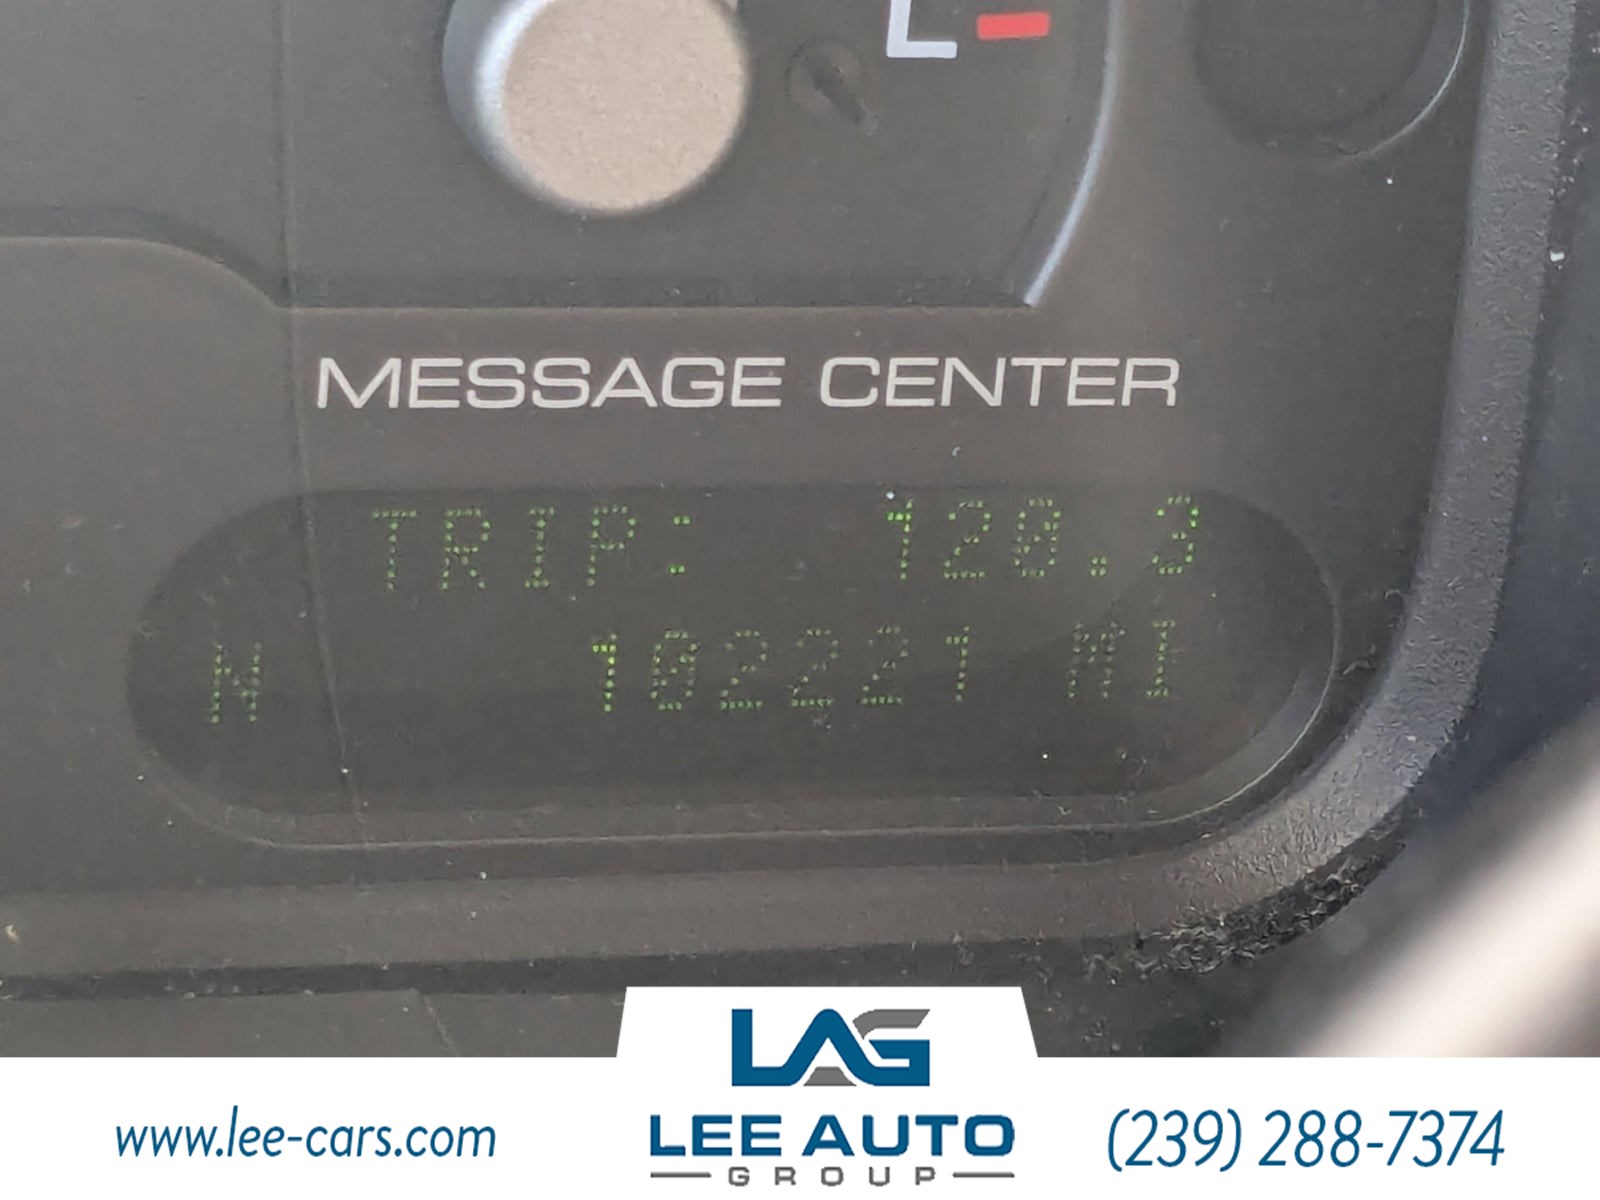 L
MESSAGE CENTER
TRIP: 120.3
W 102221 MI
LAG
www.lee-cars.com
LEE AUTO
GROUP
(239) 288-7374